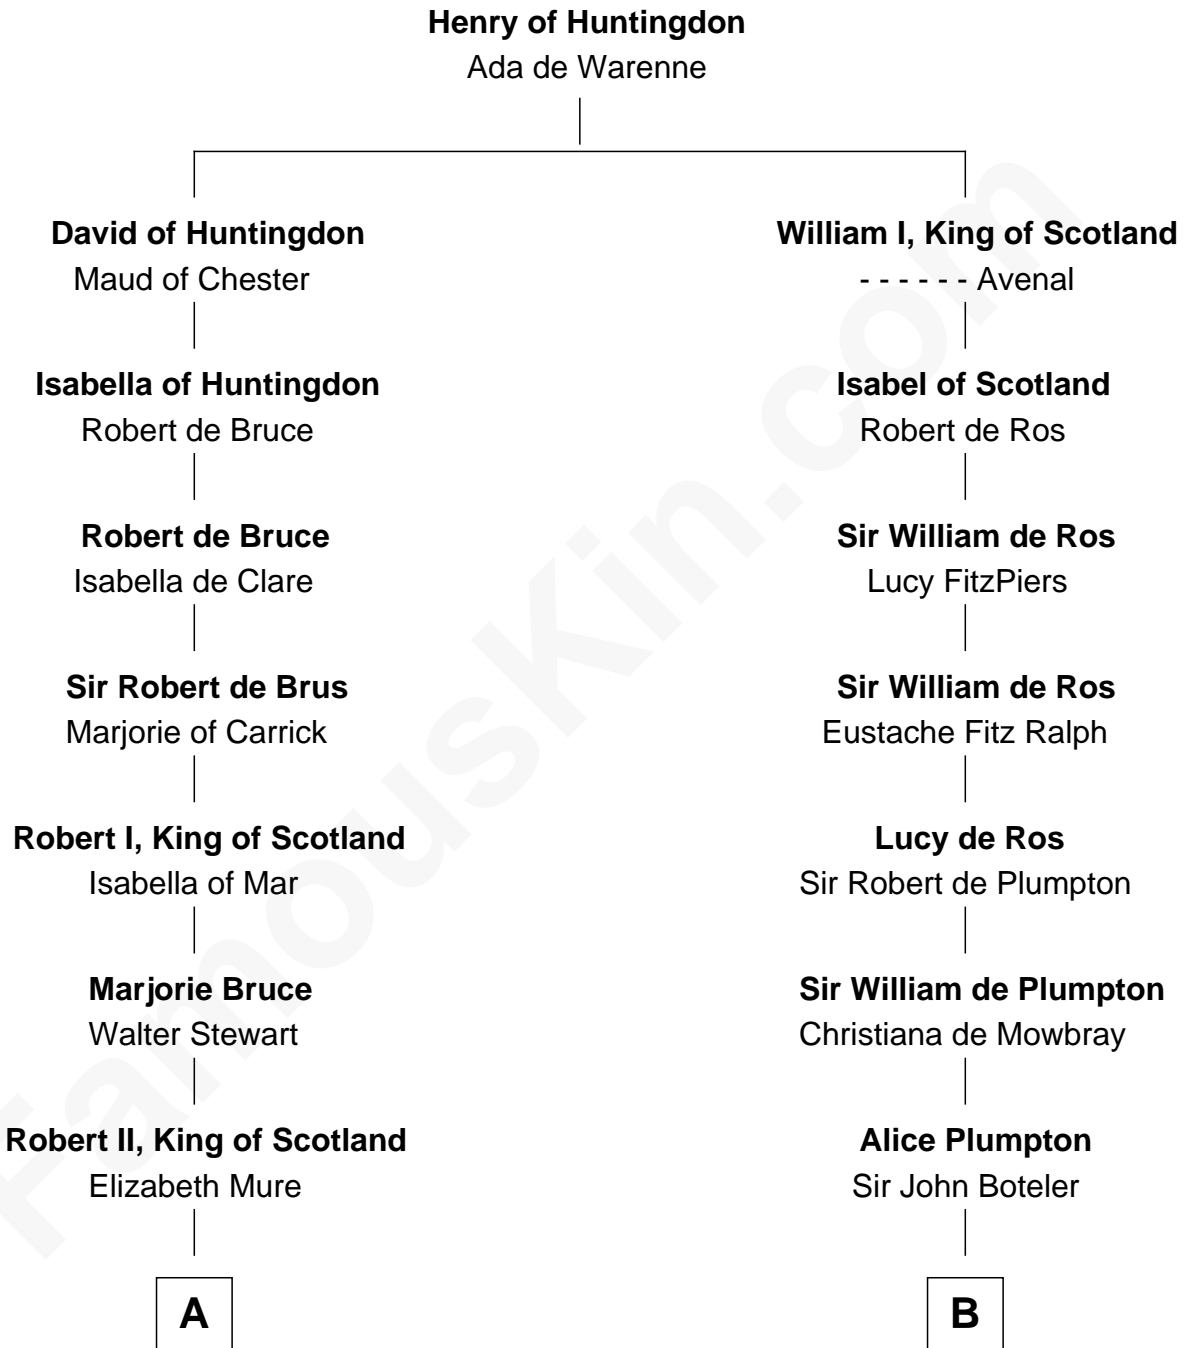 Henry of Huntingdon
Ada de Warenne
David of Huntingdon
Maud of Chester
Isabella of Huntingdon
Robert de Bruce
Robert de Bruce
Isabella de Clare
Sir Robert de Brus
Marjorie of Carrick
Robert I, King of Scotland
Isabella of Mar
Marjorie Bruce
Walter Stewart
Robert II, King of Scotland
Elizabeth Mure
A
William I, King of Scotland
- - - - - - Avenal
Isabel of Scotland
Robert de Ros
Sir William de Ros
Lucy FitzPiers
Sir William de Ros
Eustache Fitz Ralph
Lucy de Ros
Sir Robert de Plumpton
Sir William de Plumpton
Christiana de Mowbray
Alice Plumpton
Sir John Boteler
B
FamousKin.com